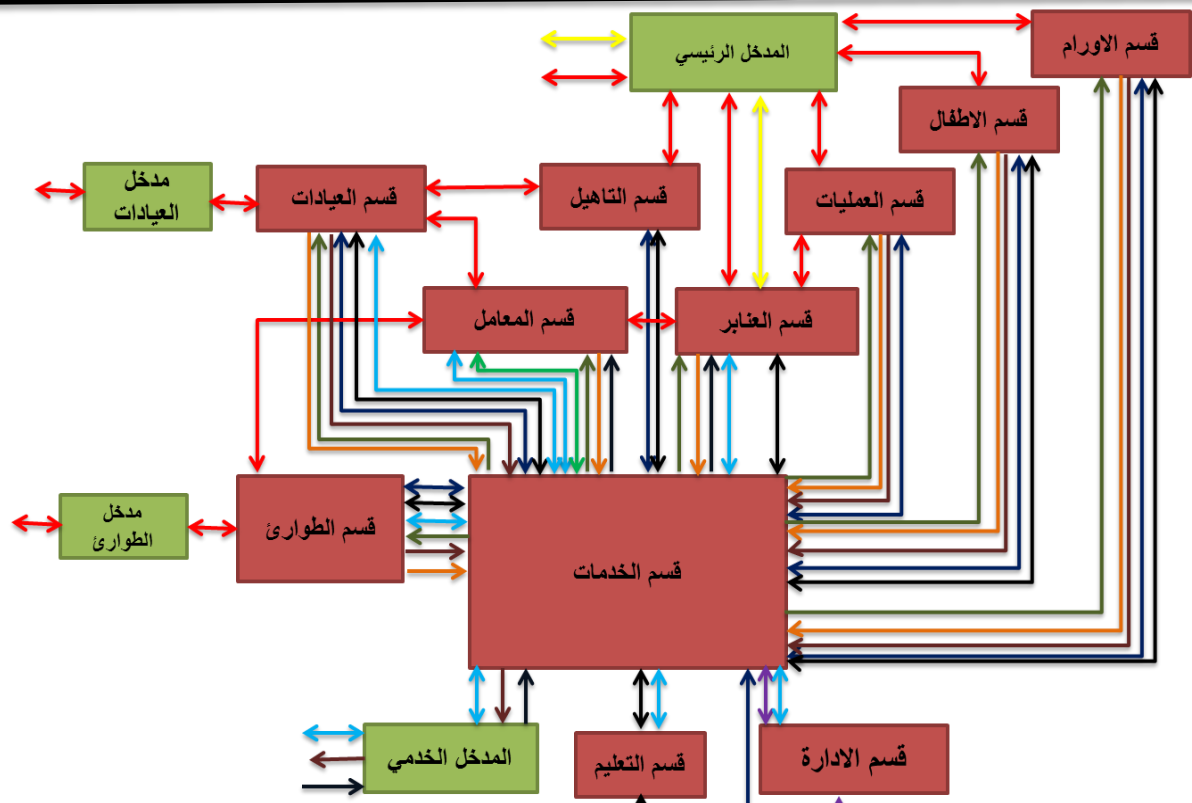 المدخل الرئيسي
قسم الاورام
قسم الاطفال
مدخل
العيادات
قسم العيادات
قسم التاهيل
قسم العمليات
قسم المعامل
قسم العنابر
مدخل
الطوارئ
قسم الطوارئ
قسم الخدمات
المدخل الخدمي
قسم التعليم
قسم الادارة